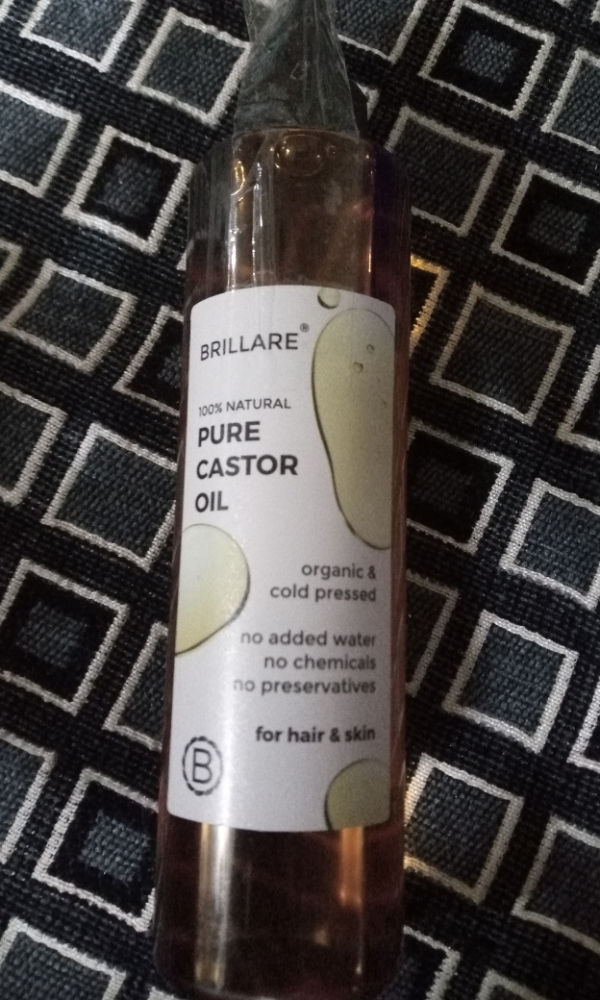 BRILLARE®
100% NATURAL
PURE
CASTOR
OIL
organic &
cold pressed
no added water
no chemicals
no preservatives
for hair & skin
B